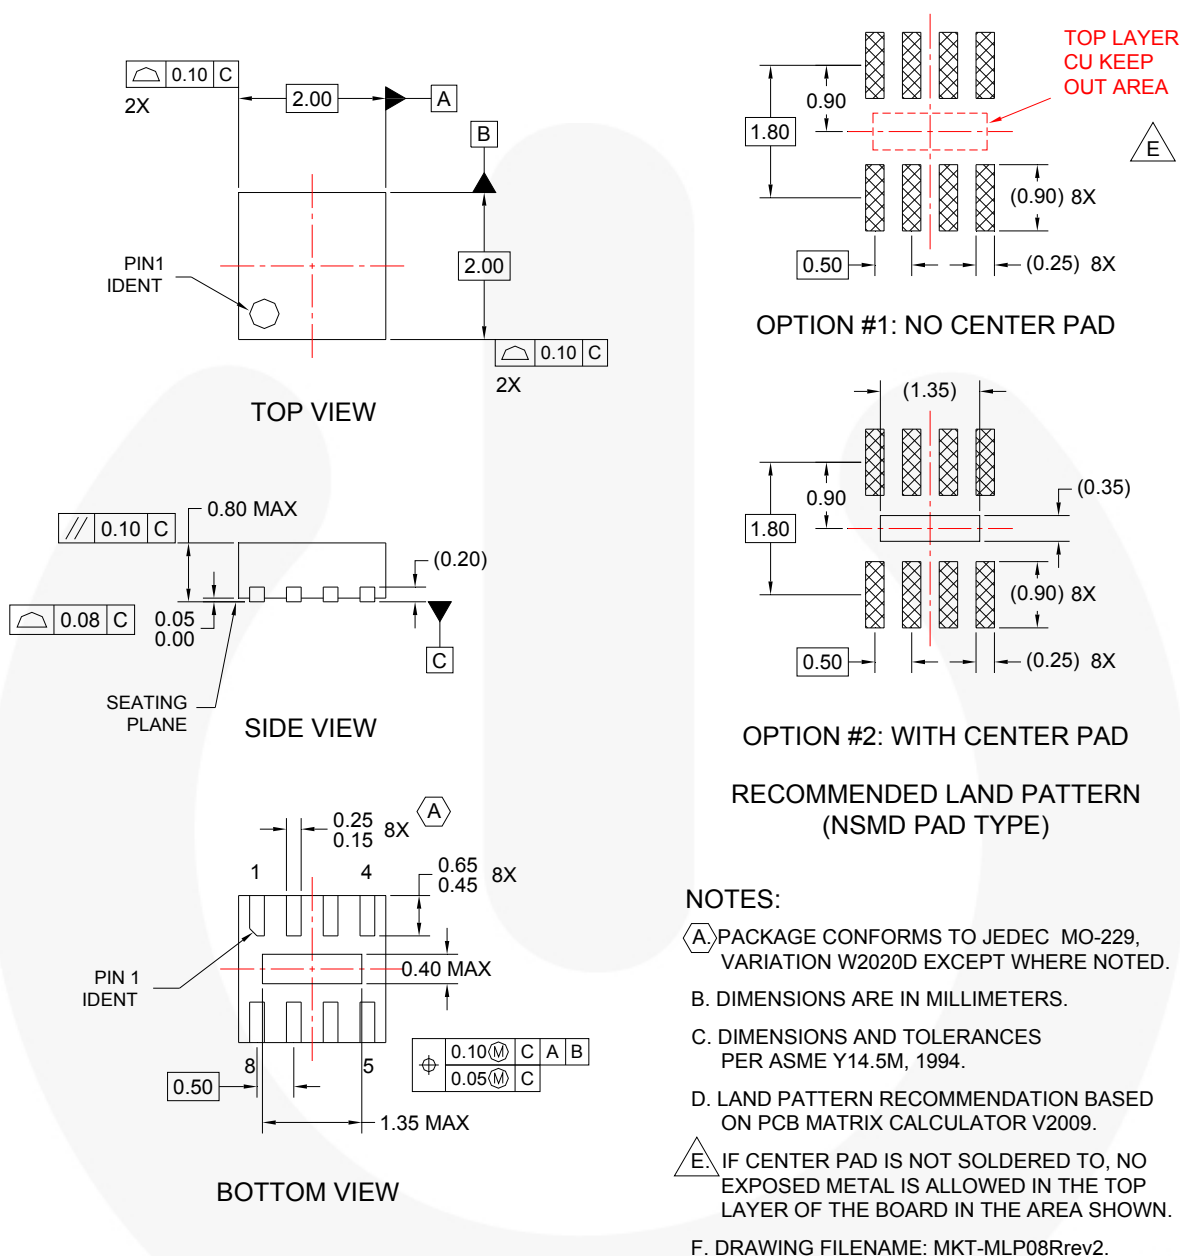 0.10 C
2X
2.00
A
B
PIN1
IDENT
2.00
0.10 C
2X
TOP VIEW
0.80 MAX
// 0.10 C
(0.20)
0.08 C
0.05
0.00
C
SEATING
PLANE
SIDE VIEW
0.25
0.15
8X
A
1
4
0.65
0.45
8X
PIN 1
IDENT
0.40 MAX
8
5
0.10 M C A B
0.05 M C
0.50
1.35 MAX
BOTTOM VIEW
TOP LAYER
CU KEEP
OUT AREA
0.90
1.80
E
(0.90) 8X
0.50
(0.25) 8X
OPTION #1: NO CENTER PAD
(1.35)
(0.35)
0.90
1.80
(0.90) 8X
0.50
(0.25) 8X
OPTION #2: WITH CENTER PAD
RECOMMENDED LAND PATTERN
(NSMD PAD TYPE)
NOTES:
A. PACKAGE CONFORMS TO JEDEC MO-229,
VARIATION W2020D EXCEPT WHERE NOTED.
B. DIMENSIONS ARE IN MILLIMETERS.
C. DIMENSIONS AND TOLERANCES
PER ASME Y14.5M, 1994.
D. LAND PATTERN RECOMMENDATION BASED
ON PCB MATRIX CALCULATOR V2009.
E. IF CENTER PAD IS NOT SOLDERED TO, NO
EXPOSED METAL IS ALLOWED IN THE TOP
LAYER OF THE BOARD IN THE AREA SHOWN.
F. DRAWING FILENAME: MKT-MLP08Rrev2.